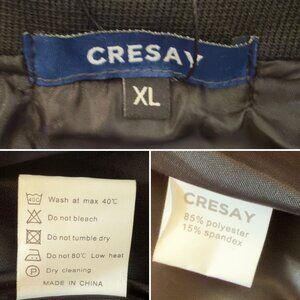 CRESAY
XL
40C
Wash at max 40℃
Do not bleach
Do not tumble dry
Do not 80℃ Low heat
P
Dry cleaning
MADE IN CHINA
CRESAY
85% polyester
15% spandex